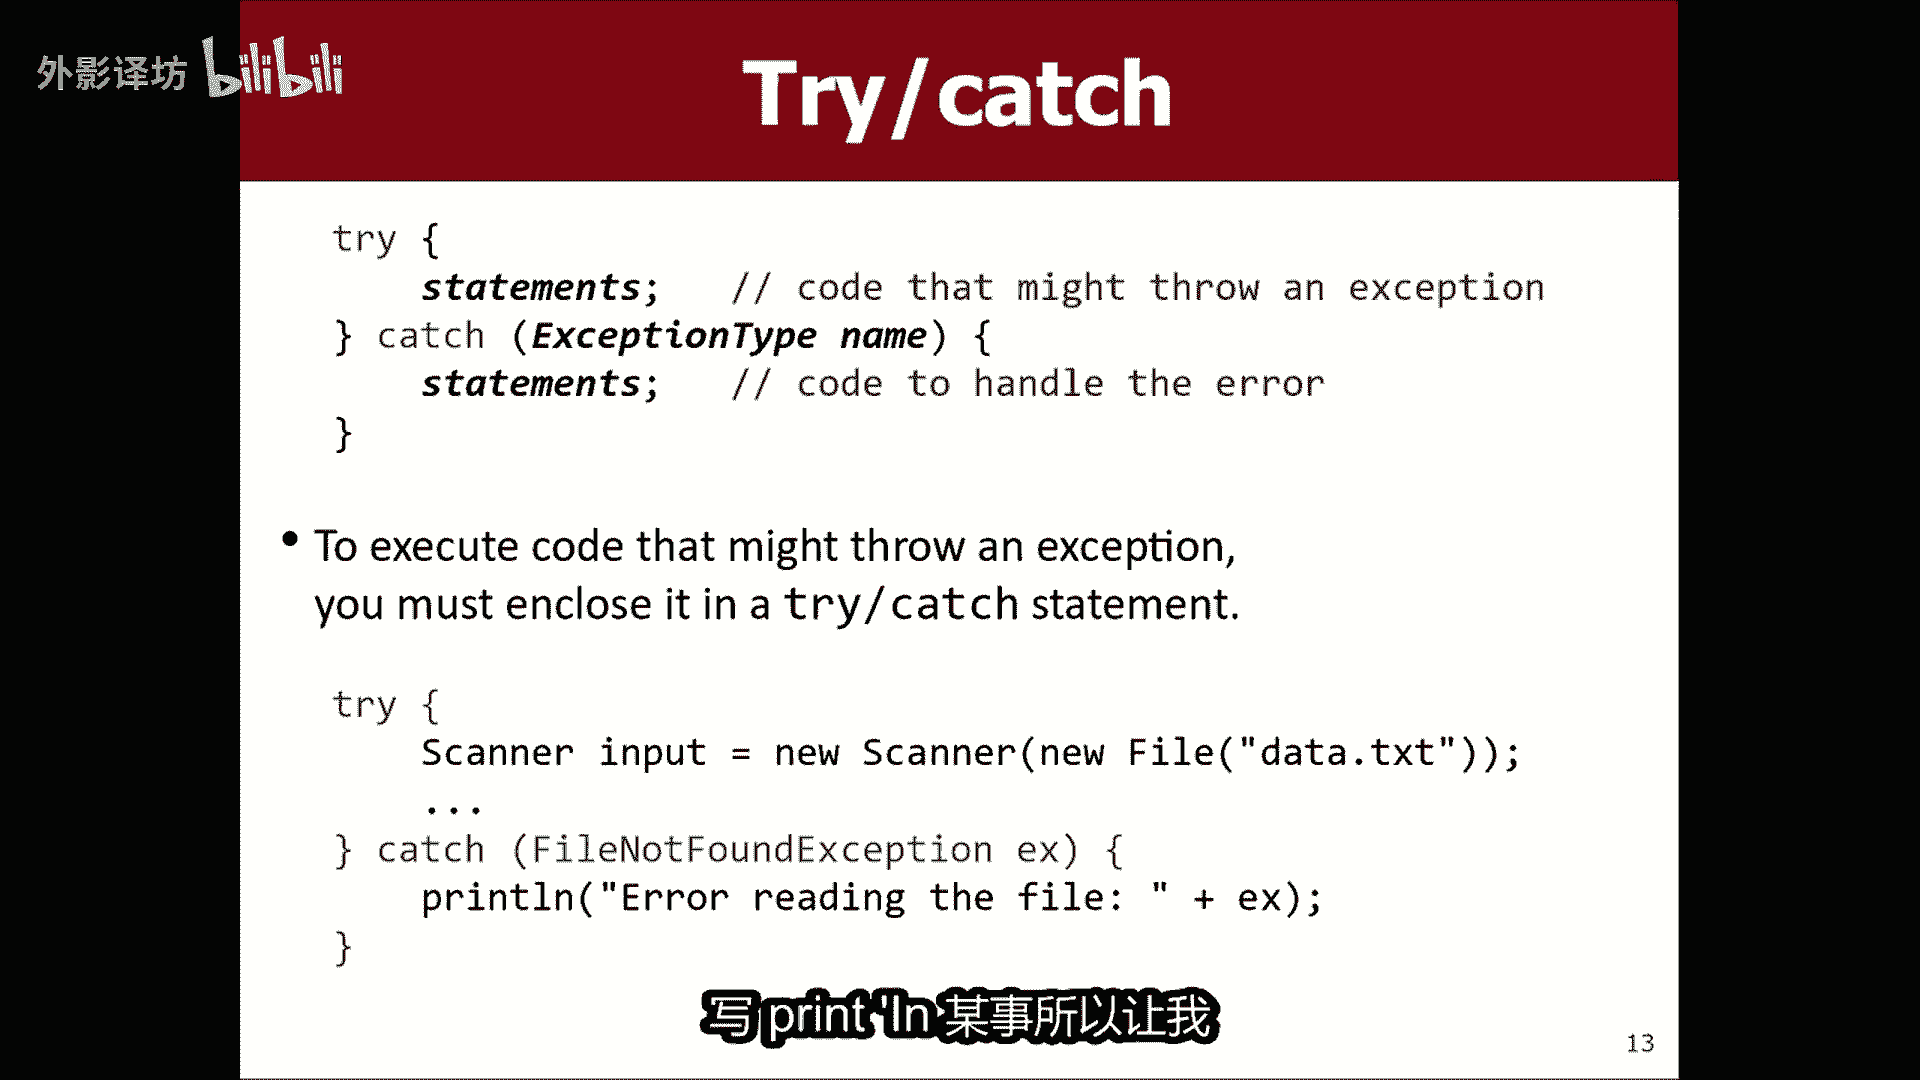 外影译坊 bilibili
Try/catch
try {
    statements;   // code that might throw an exception
} catch (ExceptionType name) {
    statements;   // code to handle the error
}
• To execute code that might throw an exception,
you must enclose it in a try/catch statement.
try {
    Scanner input = new Scanner(new File("data.txt"));
    ...
} catch (FileNotFoundException ex) {
    println("Error reading the file: " + ex);
}
写 print 'ln 某事所以让我
13